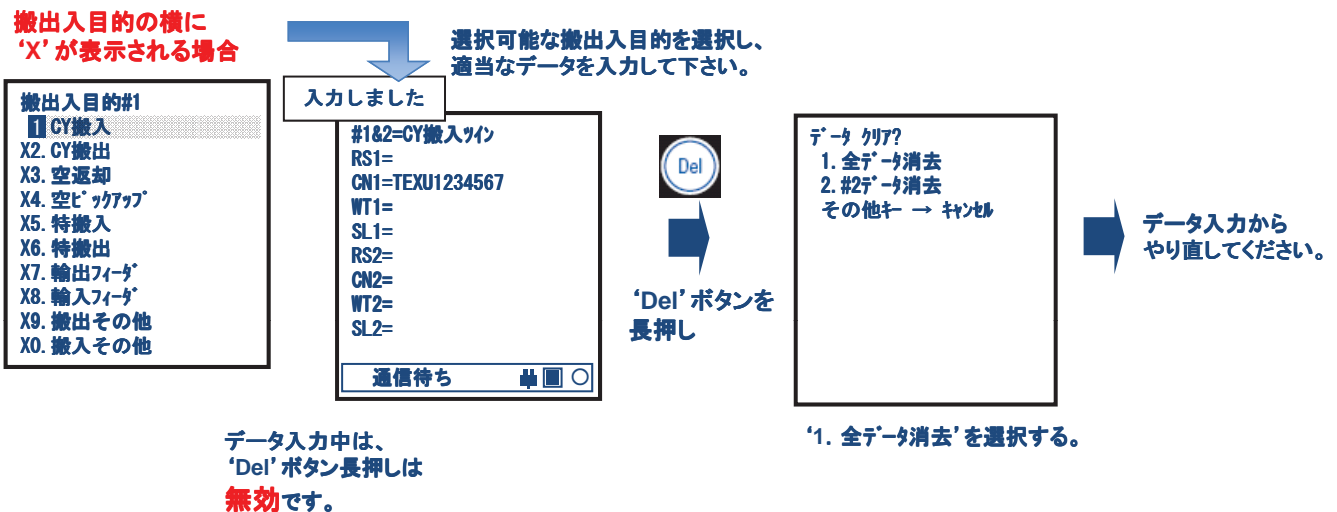 搬出入目的の横に
‘X’が表示される場合
搬出入目的#1
1 CY搬入
X2. CY搬出
X3. 空返却
X4. 空ﾋﾟｯｸｱｯﾌﾟ
X5. 特搬入
X6. 特搬出
X7. 輸出ﾌｨｰﾀﾞ
X8. 輸入ﾌｨｰﾀﾞ
X9. 搬出その他
X0. 搬入その他
選択可能な搬出入目的を選択し、
適当なデータを入力して下さい。
入力しました
#1&2=CY搬入ﾂｲﾝ
RS1=
CN1=TEXU1234567
WT1=
SL1=
RS2=
CN2=
WT2=
SL2=
通信待ち
データ入力中は、
‘Del’ボタン長押しは
無効です。
Del
‘Del’ボタンを
長押し
ﾃﾞｰﾀ ｸﾘｱ?
1. 全ﾃﾞｰﾀ消去
2. #2ﾃﾞｰﾀ消去
その他ｷｰ → ｷｬﾝｾﾙ
‘1. 全ﾃﾞｰﾀ消去’を選択する。
データ入力から
やり直してください。